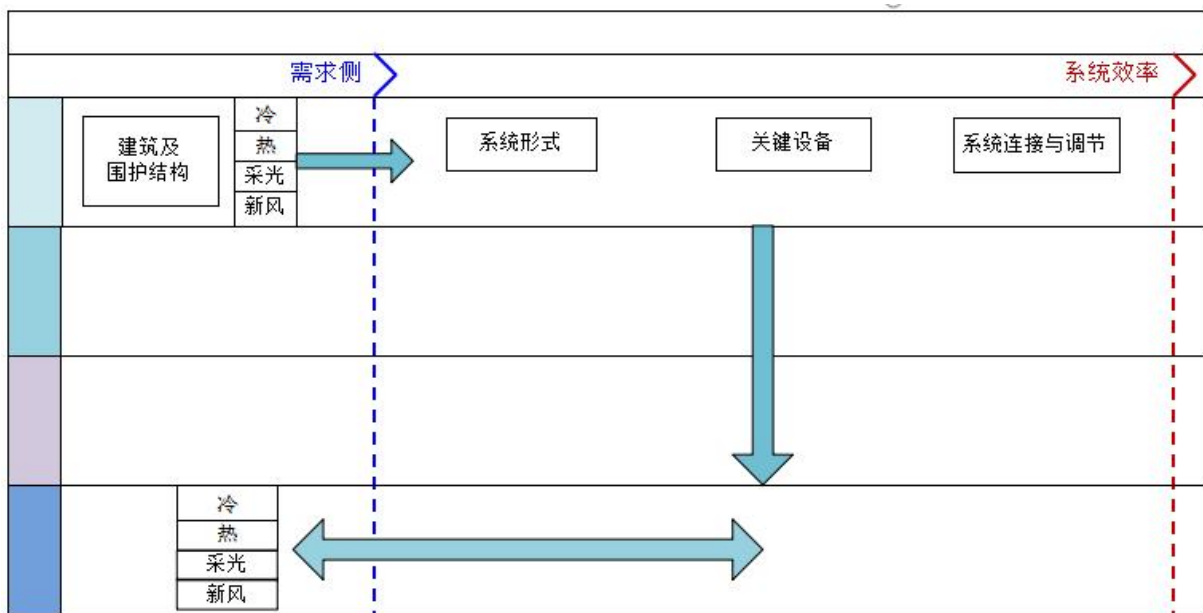 需求侧
系统效率
建筑及
围护结构
冷
热
采光
新风
系统形式
关键设备
系统连接与调节
冷
热
采光
新风